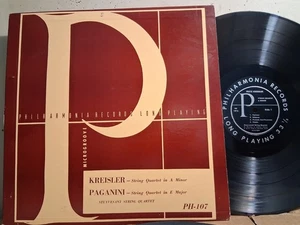 P
PHILHARMONIA RECORDS LONG PLAYING
MICROGROOVE
KREISLER — String Quartet in A Minor
PAGANINI — String Quartet in E Major
STUYVESANT STRING QUARTET
PH-107
PHILHARMONIA RECORDS
P
LONG PLAYING 33⅓